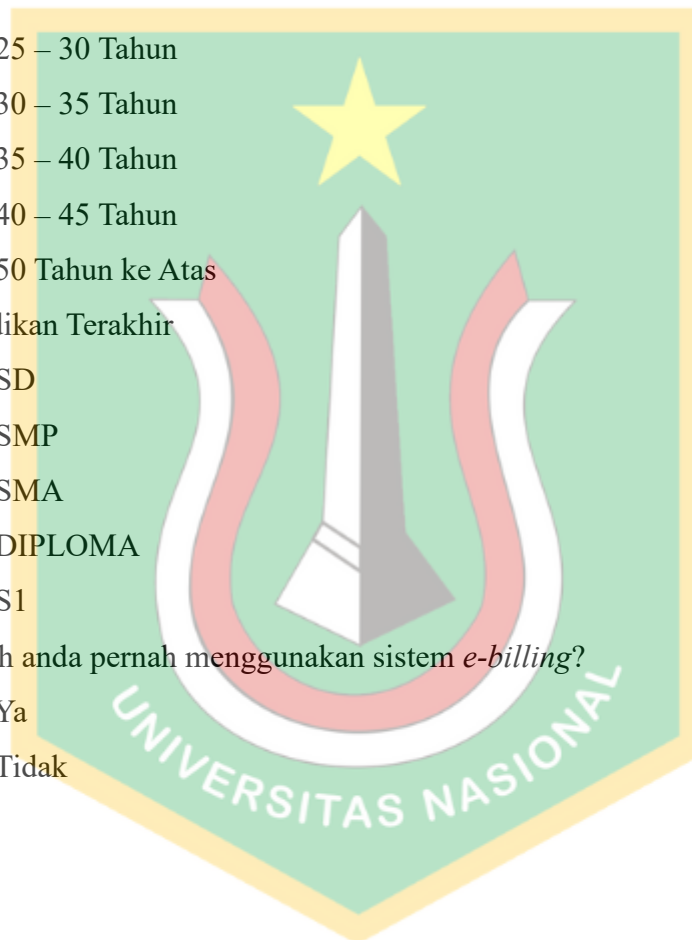 25 – 30 Tahun
30 – 35 Tahun
35 – 40 Tahun
40 – 45 Tahun
50 Tahun ke Atas
dikan Terakhir
SD
SMP
SMA
DIPLOMA
S1
h anda pernah menggunakan sistem e-billing?
Ya
Tidak
UNIVERSITAS NASIONAL